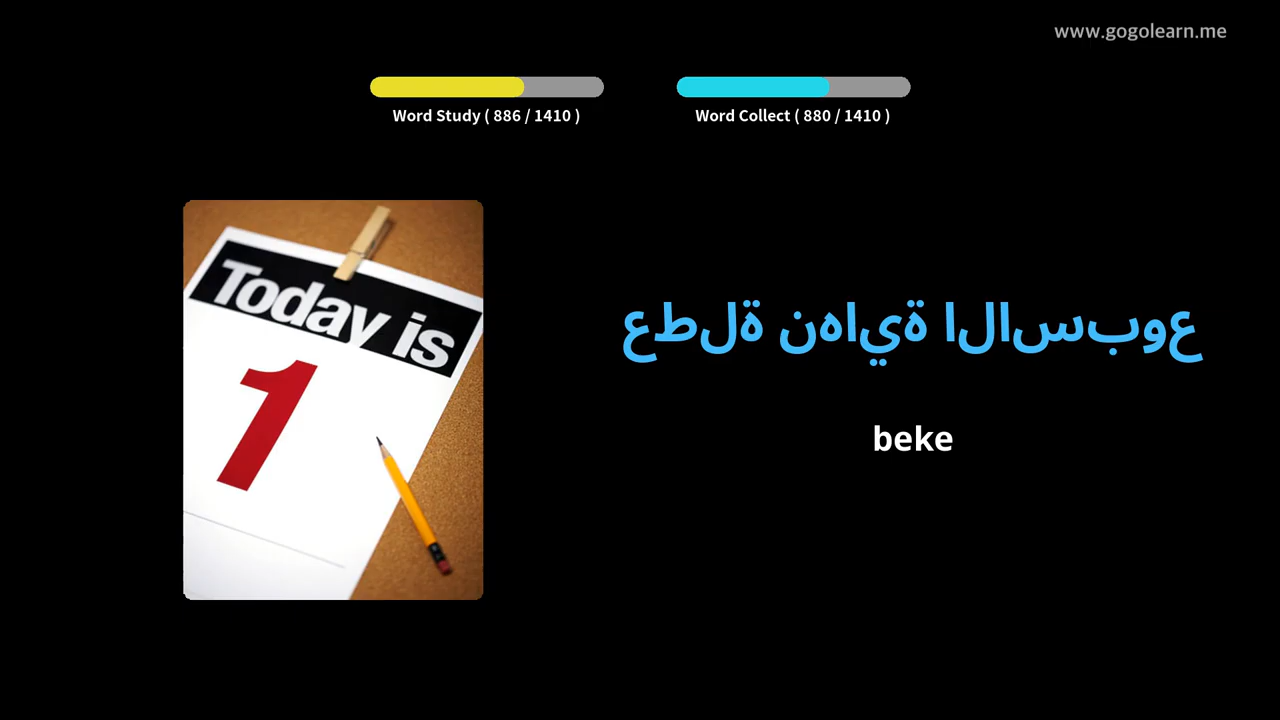 www.gogolearn.me
Word Study ( 886 / 1410 )
Word Collect ( 880 / 1410 )
Today is
1
عطلة نهاية الاسبوع
beke